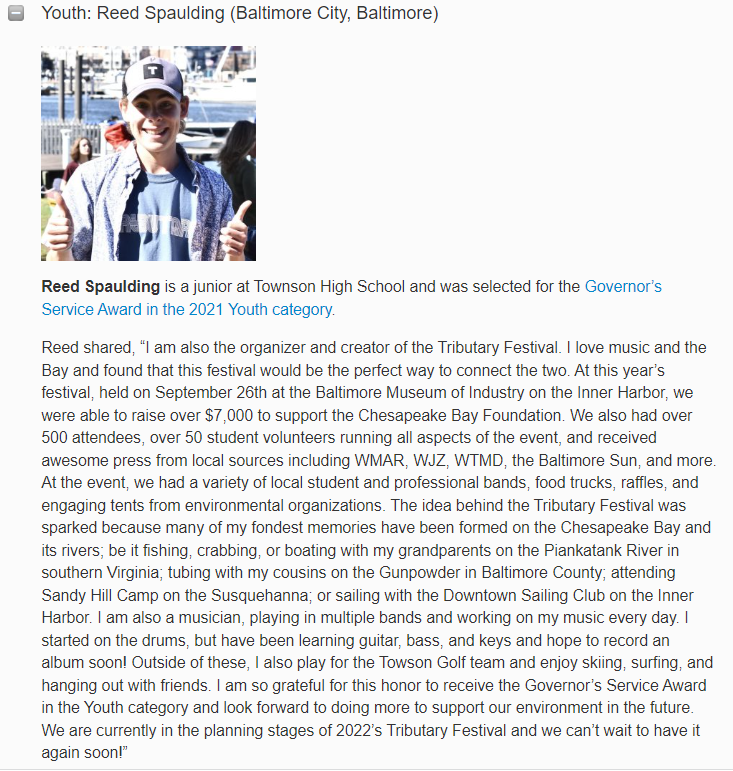 Youth: Reed Spaulding (Baltimore City, Baltimore)
T
Reed Spaulding is a junior at Townson High School and was selected for the Governor's
Service Award in the 2021 Youth category.
Reed shared, “I am also the organizer and creator of the Tributary Festival. I love music and the
Bay and found that this festival would be the perfect way to connect the two. At this year’s
festival, held on September 26th at the Baltimore Museum of Industry on the Inner Harbor, we
were able to raise over $7,000 to support the Chesapeake Bay Foundation. We also had over
500 attendees, over 50 student volunteers running all aspects of the event, and received
awesome press from local sources including WMAR, WJZ, WTMD, the Baltimore Sun, and more.
At the event, we had a variety of local student and professional bands, food trucks, raffles, and
engaging tents from environmental organizations. The idea behind the Tributary Festival was
sparked because many of my fondest memories have been formed on the Chesapeake Bay and
its rivers; be it fishing, crabbing, or boating with my grandparents on the Piankatank River in
southern Virginia; tubing with my cousins on the Gunpowder in Baltimore County; attending
Sandy Hill Camp on the Susquehanna; or sailing with the Downtown Sailing Club on the Inner
Harbor. I am also a musician, playing in multiple bands and working on my music every day. I
started on the drums, but have been learning guitar, bass, and keys and hope to record an
album soon! Outside of these, I also play for the Towson Golf team and enjoy skiing, surfing, and
hanging out with friends. I am so grateful for this honor to receive the Governor’s Service Award
in the Youth category and look forward to doing more to support our environment in the future.
We are currently in the planning stages of 2022’s Tributary Festival and we can’t wait to have it
again soon!”